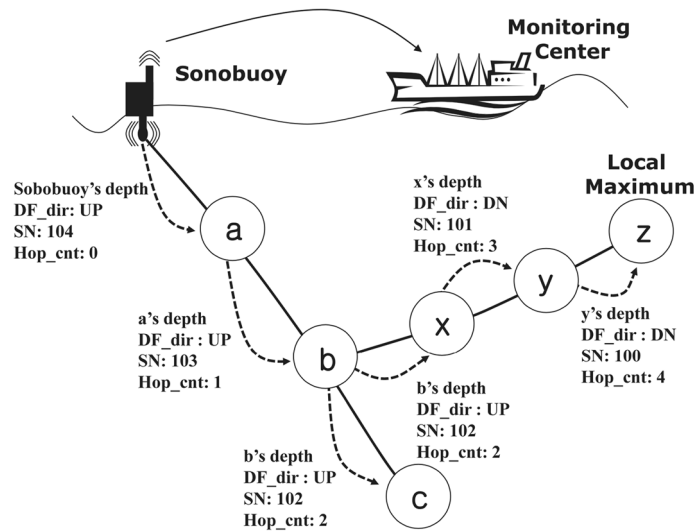 Monitoring
Center
Sonobuoy
Sobobuoy's depth
DF_dir: UP
SN: 104
Hop_cnt: 0
a
x's depth
DF_dir : DN
SN: 101
Hop_cnt: 3
Local
Maximum
z
y
x
a's depth
DF_dir : UP
SN: 103
Hop_cnt: 1
b
y's depth
DF_dir : DN
SN: 100
Hop_cnt: 4
b's depth
DF_dir : UP
SN: 102
Hop_cnt: 2
b's depth
DF_dir : UP
SN: 102
Hop_cnt: 2
c